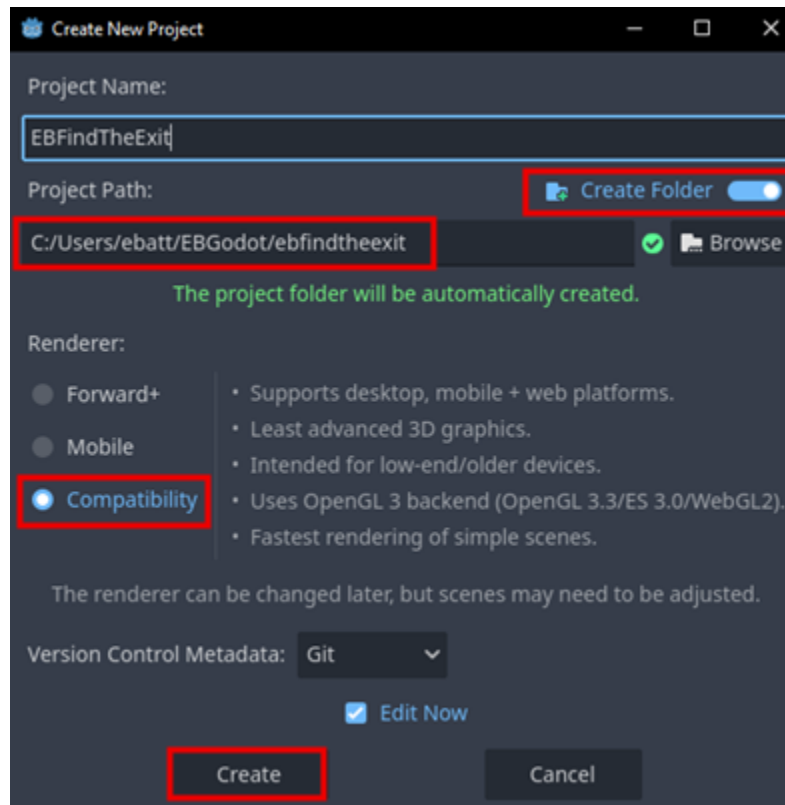 Create New Project
Project Name:
EBFindTheExit
Project Path:
Create Folder
C:/Users/ebatt/EBGodot/ebfindtheexit
Browse
The project folder will be automatically created.
Renderer:
Forward+
Mobile
Compatibility
• Supports desktop, mobile + web platforms.
• Least advanced 3D graphics.
• Intended for low-end/older devices.
• Uses OpenGL 3 backend (OpenGL 3.3/ES 3.0/WebGL2).
• Fastest rendering of simple scenes.
The renderer can be changed later, but scenes may need to be adjusted.
Version Control Metadata: Git
Edit Now
Create
Cancel